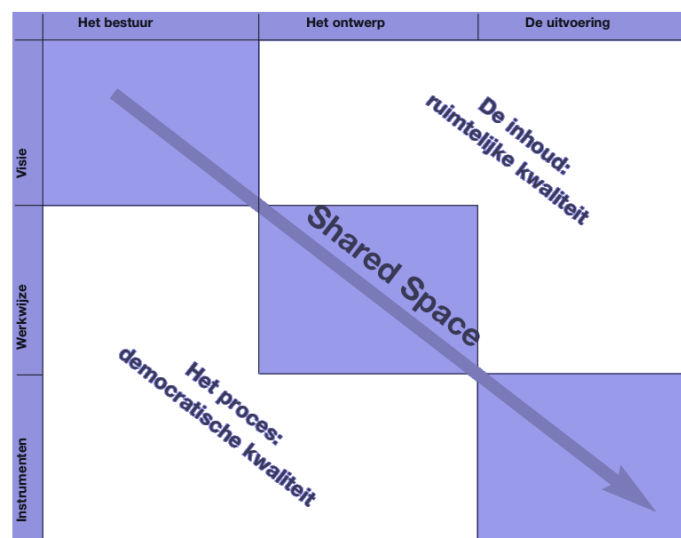 Het bestuur
Het ontwerp
De uitvoering
Visie
De inhoud:
ruimtelijke kwaliteit
Werkwijze
Shared Space
Het proces:
democratische kwaliteit
Instrumenten